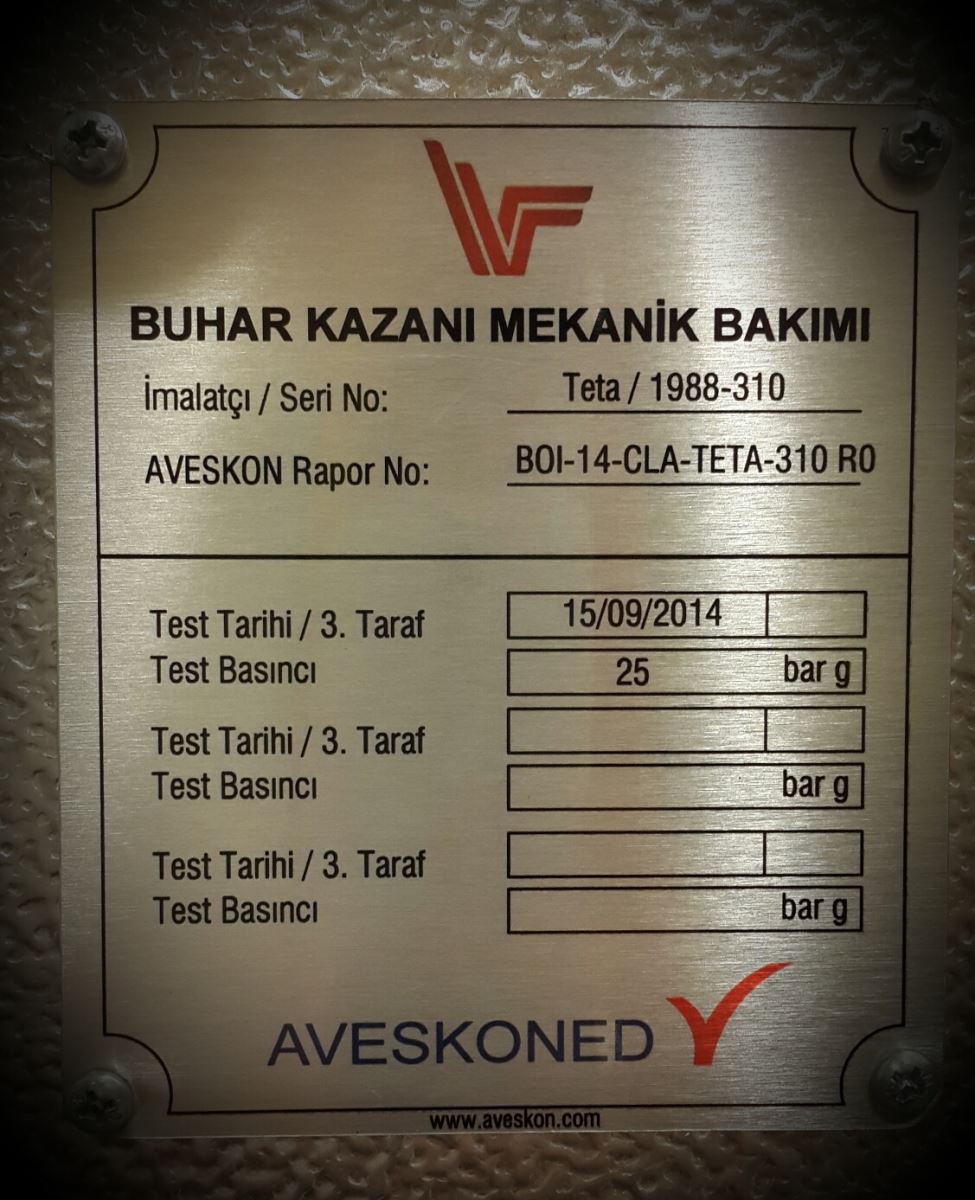 BUHAR KAZANI MEKANİK BAKIMI
İmalatçı / Seri No: Teta / 1988-310
AVESKON Rapor No: BOI-14-CLA-TETA-310 R0
Test Tarihi / 3. Taraf 15/09/2014
Test Basıncı 25 bar g
Test Tarihi / 3. Taraf
Test Basıncı bar g
Test Tarihi / 3. Taraf
Test Basıncı bar g
AVESKONED
www.aveskon.com